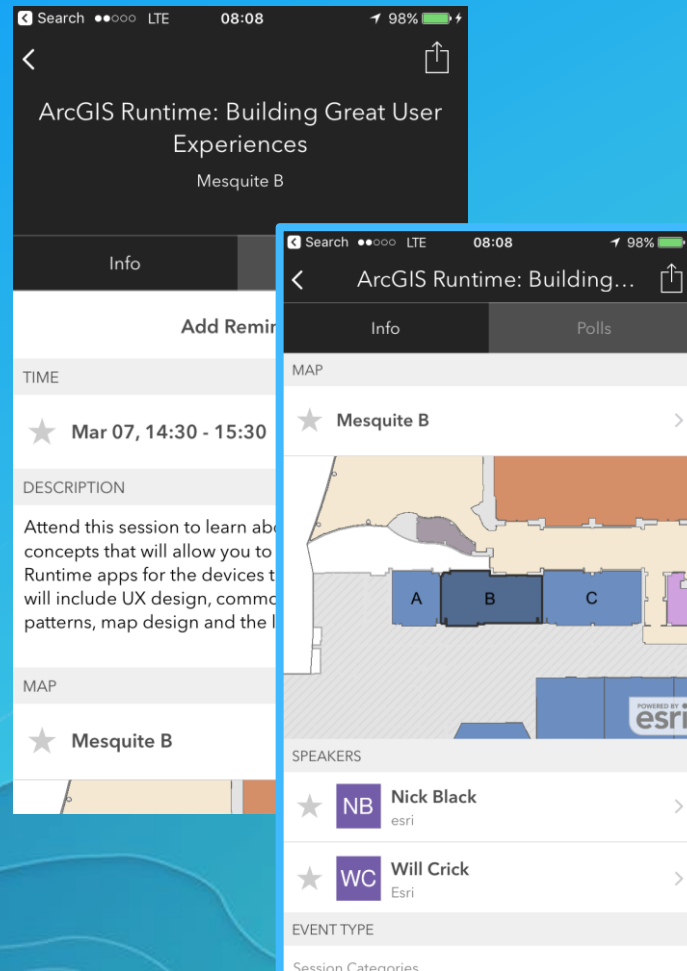 Search LTE 08:08 98%
ArcGIS Runtime: Building Great User
Experiences
Mesquite B
Info
Add Remin
TIME
Mar 07, 14:30 - 15:30
DESCRIPTION
Attend this session to learn abo
concepts that will allow you to
Runtime apps for the devices t
will include UX design, commo
patterns, map design and the l
MAP
Mesquite B
Search LTE 08:08 98%
ArcGIS Runtime: Building...
Info Polls
MAP
Mesquite B
A B C
POWERED BY
esri
SPEAKERS
NB Nick Black
esri
WC Will Crick
Esri
EVENT TYPE
Session Categories